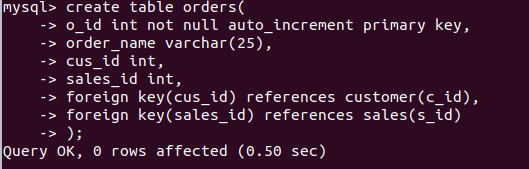 mysql> create table orders(
    -> o_id int not null auto_increment primary key,
    -> order_name varchar(25),
    -> cus_id int,
    -> sales_id int,
    -> foreign key(cus_id) references customer(c_id),
    -> foreign key(sales_id) references sales(s_id)
    -> );
Query OK, 0 rows affected (0.50 sec)